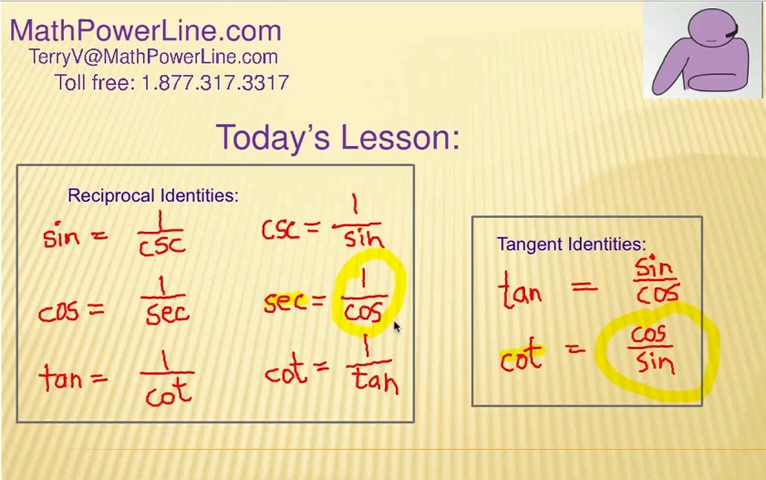 MathPowerLine.com
TerryV@MathPowerLine.com
Toll free: 1.877.317.3317
Today's Lesson:
Reciprocal Identities:
sin = 1/csc
csc = 1/sin
cos = 1/sec
sec = 1/cos
tan = 1/cot
cot = 1/tan
Tangent Identities:
tan = sin/cos
cot = cos/sin